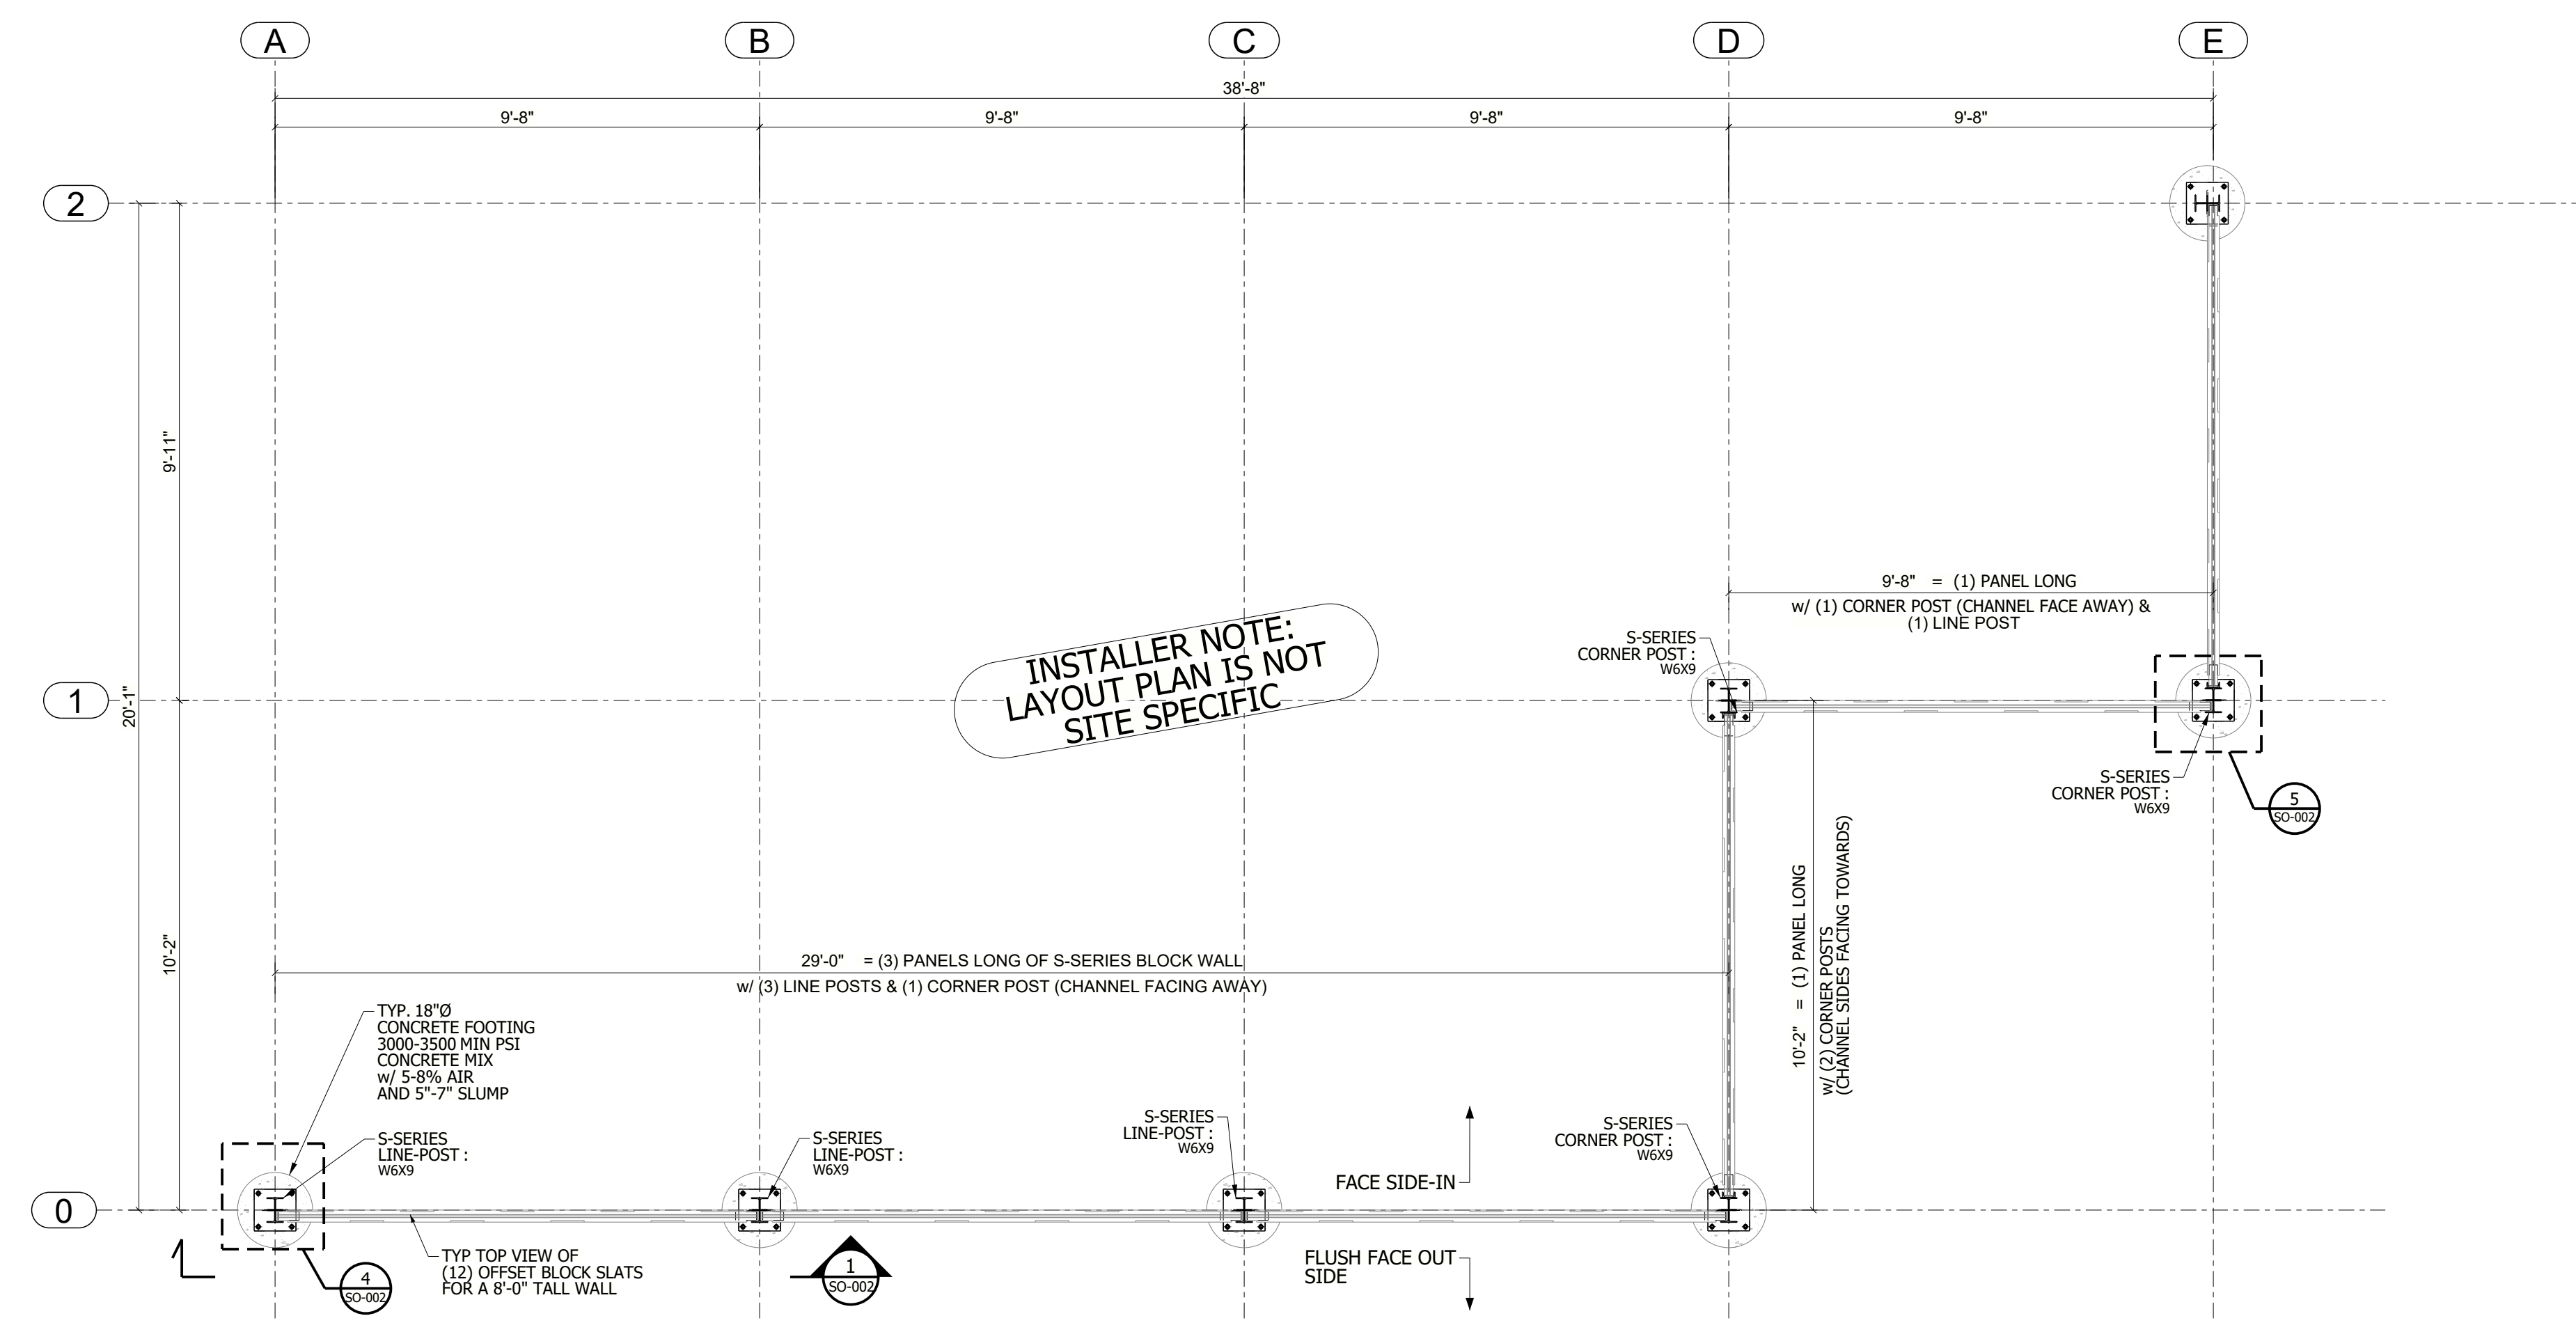 A
B
C
D
E
38'-8"
9'-8"
9'-8"
9'-8"
9'-8"
2
9'-11"
20'-1"
1
10'-2"
0
INSTALLER NOTE:
LAYOUT PLAN IS NOT
SITE SPECIFIC
9'-8" = (1) PANEL LONG
w/ (1) CORNER POST (CHANNEL FACE AWAY) &
(1) LINE POST
S-SERIES
CORNER POST :
W6X9
S-SERIES
CORNER POST :
W6X9
5
SO-002
10'-2" = (1) PANEL LONG
w/ (2) CORNER POSTS
(CHANNEL SIDES FACING TOWARDS)
29'-0" = (3) PANELS LONG OF S-SERIES BLOCK WALL
w/ (3) LINE POSTS & (1) CORNER POST (CHANNEL FACING AWAY)
TYP. 18"Ø
CONCRETE FOOTING
3000-3500 MIN PSI
CONCRETE MIX
w/ 5-8% AIR
AND 5"-7" SLUMP
S-SERIES
LINE-POST :
W6X9
S-SERIES
LINE-POST :
W6X9
S-SERIES
LINE-POST :
W6X9
S-SERIES
CORNER POST :
W6X9
FACE SIDE-IN
FLUSH FACE OUT
SIDE
TYP TOP VIEW OF
(12) OFFSET BLOCK SLATS
FOR A 8'-0" TALL WALL
4
SO-002
1
SO-002
1